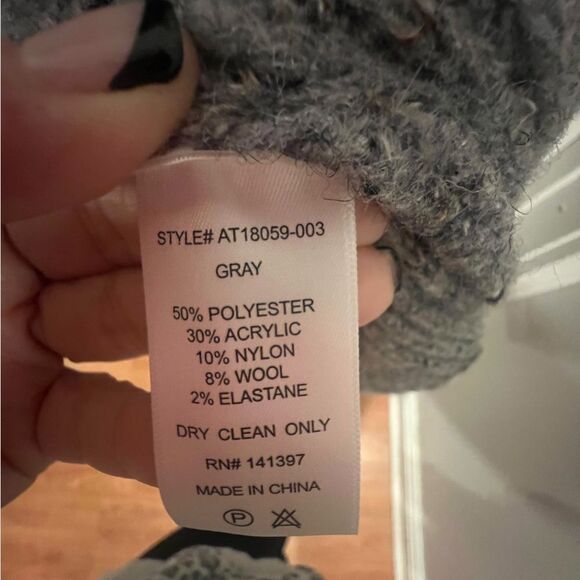 STYLE# AT18059-003
GRAY
50% POLYESTER
30% ACRYLIC
10% NYLON
8% WOOL
2% ELASTANE
DRY CLEAN ONLY
RN# 141397
MADE IN CHINA
P